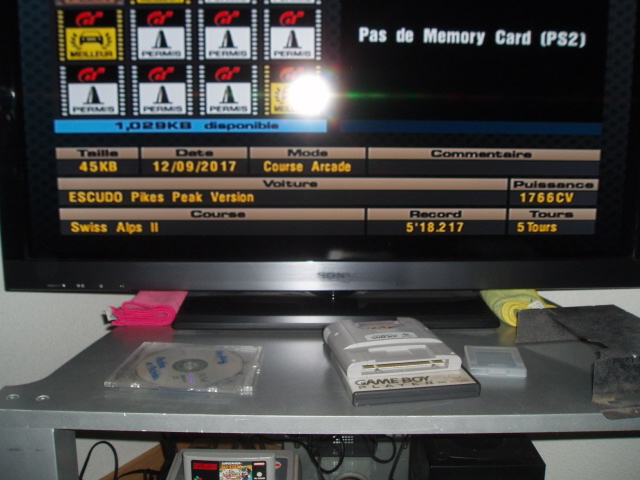 Pas de Memory Card (PS2)
MEILLEUR PERMIS PERMIS
PERMIS PERMIS PERMIS
1,029KB disponible
Taille Date Mode Commentaire
45KB 12/09/2017 Course Arcade
Voiture Puissance
ESCUDO Pikes Peak Version 1766CV
Course Record Tours
Swiss Alps II 5'18.217 5 Tours
SONY
GAME BOY
PLAYER